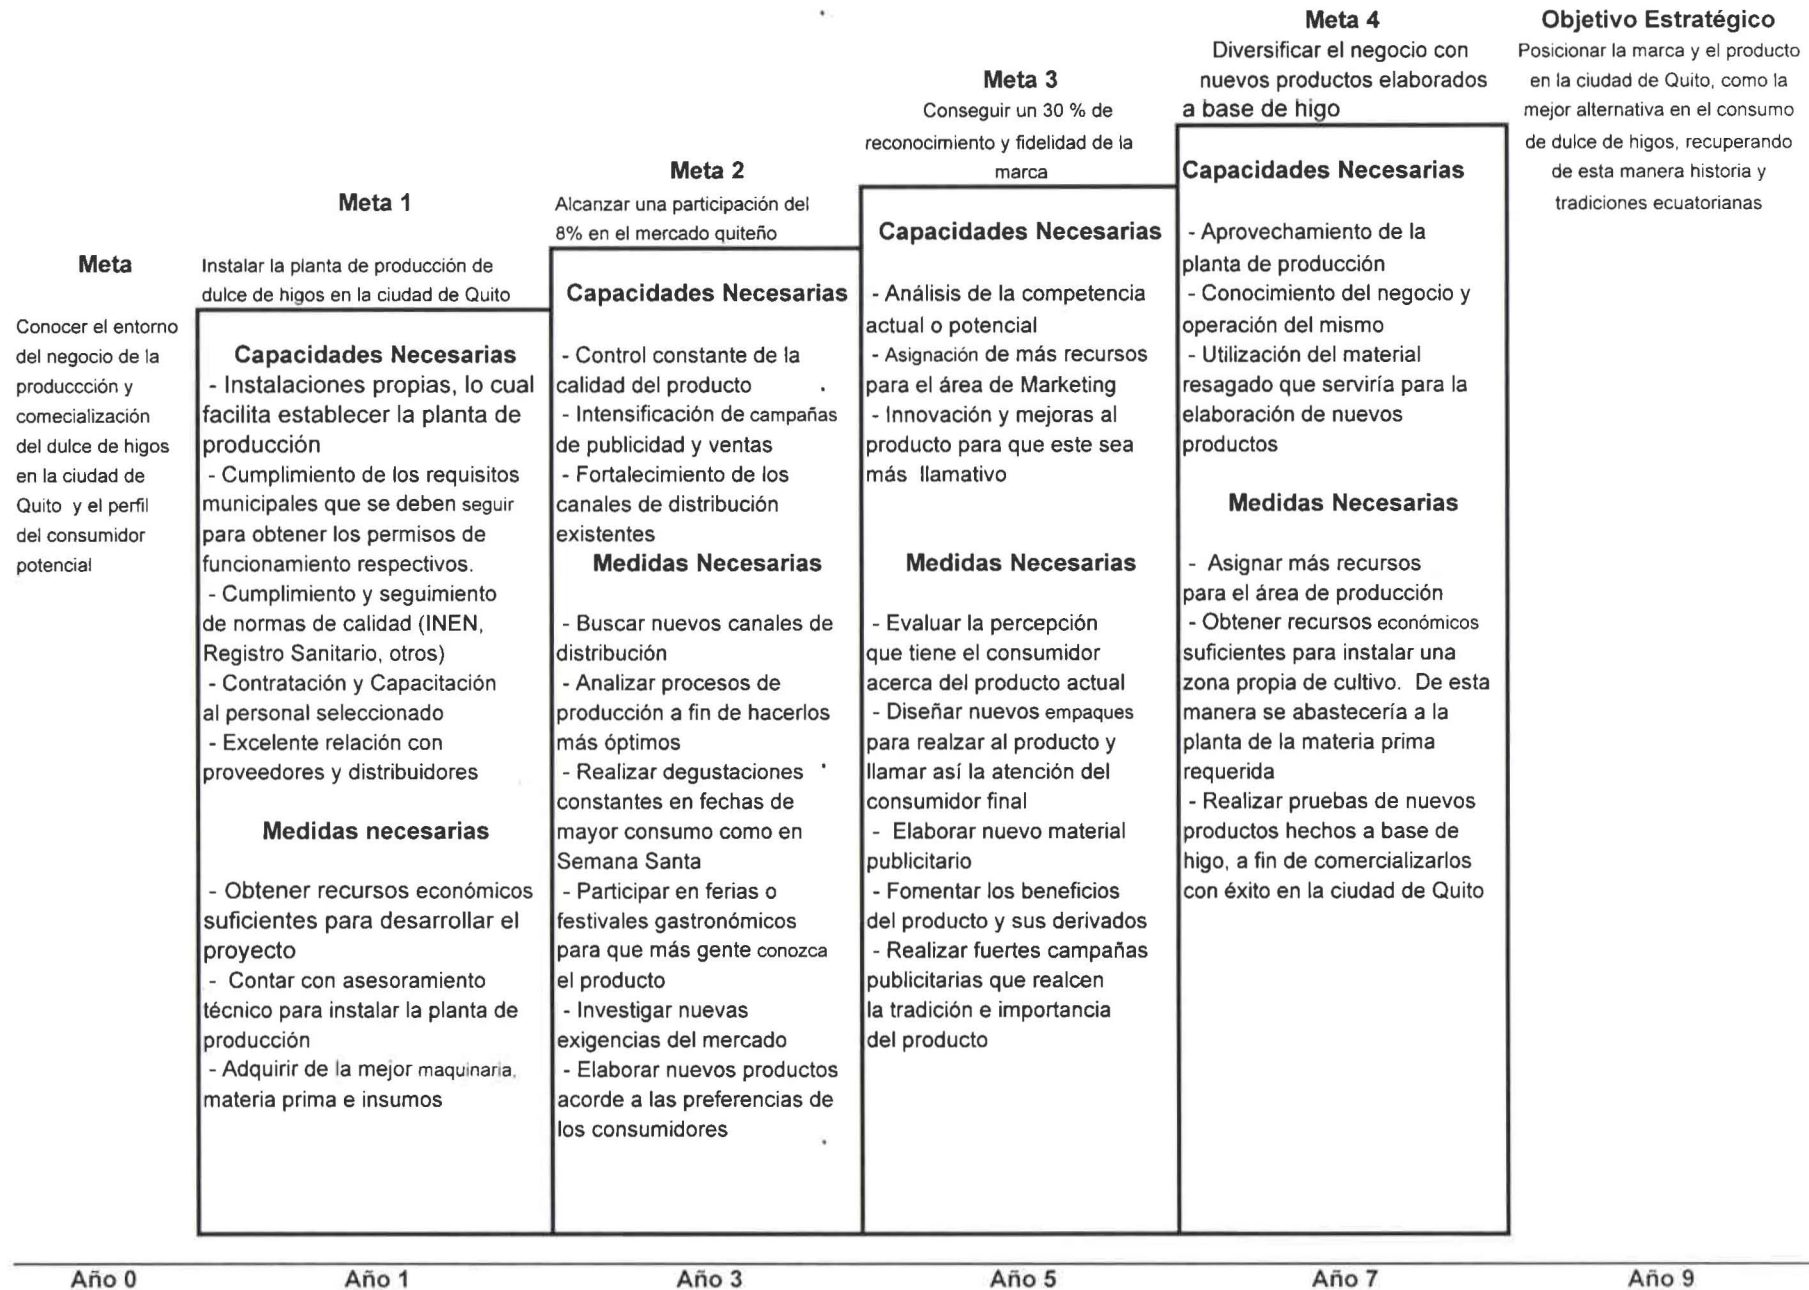 Meta
Conocer el entorno
del negocio de la
produccción y
comecialización
del dulce de higos
en la ciudad de
Quito y el perfil
del consumidor
potencial
Año 0
Meta 1
Instalar la planta de producción de
dulce de higos en la ciudad de Quito
Capacidades Necesarias
- Instalaciones propias, lo cual
facilita establecer la planta de
producción
- Cumplimiento de los requisitos
municipales que se deben seguir
para obtener los permisos de
funcionamiento respectivos.
- Cumplimiento y seguimiento
de normas de calidad (INEN,
Registro Sanitario, otros)
- Contratación y Capacitación
al personal seleccionado
- Excelente relación con
proveedores y distribuidores
Medidas necesarias
- Obtener recursos económicos
suficientes para desarrollar el
proyecto
- Contar con asesoramiento
técnico para instalar la planta de
producción
- Adquirir de la mejor maquinaria,
materia prima e insumos
Año 1
Meta 2
Alcanzar una participación del
8% en el mercado quiteño
Capacidades Necesarias
- Control constante de la
calidad del producto
- Intensificación de campañas
de publicidad y ventas
- Fortalecimiento de los
canales de distribución
existentes
Medidas Necesarias
- Buscar nuevos canales de
distribución
- Analizar procesos de
producción a fin de hacerlos
más óptimos
- Realizar degustaciones
constantes en fechas de
mayor consumo como en
Semana Santa
- Participar en ferias o
festivales gastronómicos
para que más gente conozca
el producto
- Investigar nuevas
exigencias del mercado
- Elaborar nuevos productos
acorde a las preferencias de
los consumidores
Año 3
Meta 3
Conseguir un 30 % de
reconocimiento y fidelidad de la
marca
Capacidades Necesarias
- Análisis de la competencia
actual o potencial
- Asignación de más recursos
para el área de Marketing
- Innovación y mejoras al
producto para que este sea
más llamativo
Medidas Necesarias
- Evaluar la percepción
que tiene el consumidor
acerca del producto actual
- Diseñar nuevos empaques
para realzar al producto y
llamar así la atención del
consumidor final
- Elaborar nuevo material
publicitario
- Fomentar los beneficios
del producto y sus derivados
- Realizar fuertes campañas
publicitarias que realcen
la tradición e importancia
del producto
Año 5
Meta 4
Diversificar el negocio con
nuevos productos elaborados
a base de higo
Capacidades Necesarias
- Aprovechamiento de la
planta de producción
- Conocimiento del negocio y
operación del mismo
- Utilización del material
resagado que serviría para la
elaboración de nuevos
productos
Medidas Necesarias
- Asignar más recursos
para el área de producción
- Obtener recursos económicos
suficientes para instalar una
zona propia de cultivo. De esta
manera se abastecería a la
planta de la materia prima
requerida
- Realizar pruebas de nuevos
productos hechos a base de
higo, a fin de comercializarlos
con éxito en la ciudad de Quito
Año 7
Objetivo Estratégico
Posicionar la marca y el producto
en la ciudad de Quito, como la
mejor alternativa en el consumo
de dulce de higos, recuperando
de esta manera historia y
tradiciones ecuatorianas
Año 9